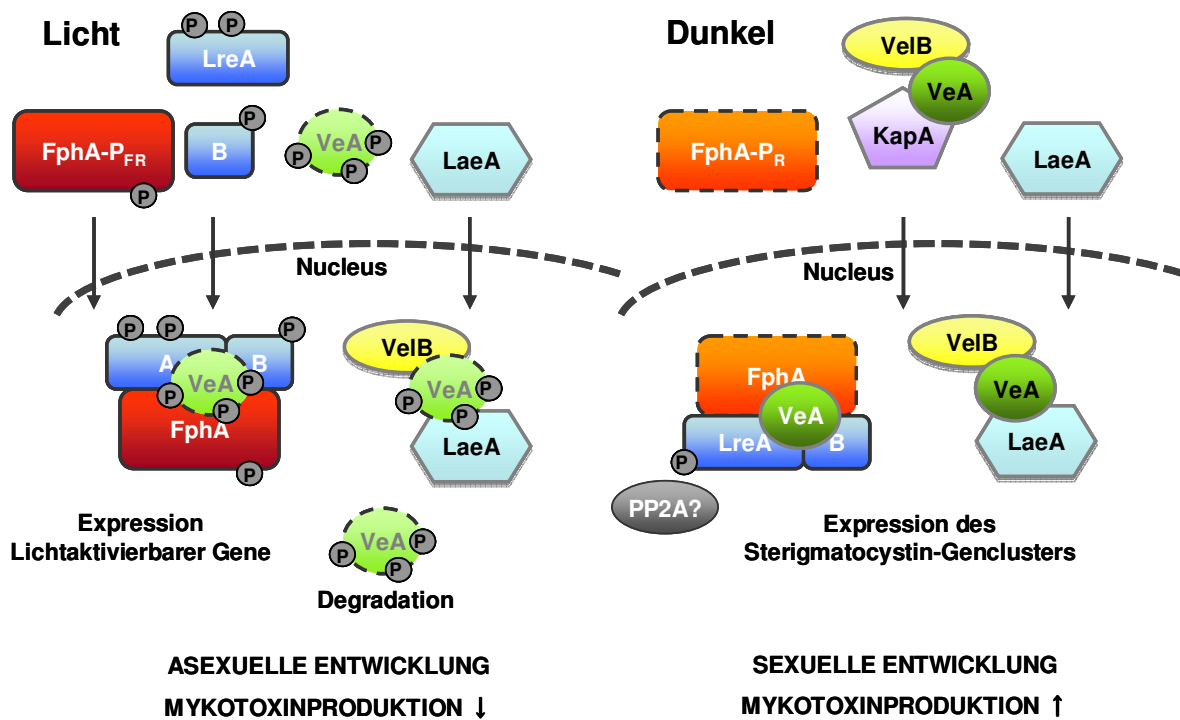 Licht
P P
LreA
FphA-PFR
P
B
P
VeA
P P P
LaeA
Nucleus
P P P
A B
VeA
P P P
FphA
P
VelB
VeA
P P P
LaeA
Expression
Lichtaktivierbarer Gene
VeA
P P P
Degradation
ASEXUELLE ENTWICKLUNG
MYKOTOXINPRODUKTION ↓
Dunkel
VelB
VeA
KapA
FphA-PR
LaeA
Nucleus
FphA
VeA
LreA B
P
PP2A?
VelB
VeA
LaeA
Expression des
Sterigmatocystin-Genclusters
SEXUELLE ENTWICKLUNG
MYKOTOXINPRODUKTION ↑